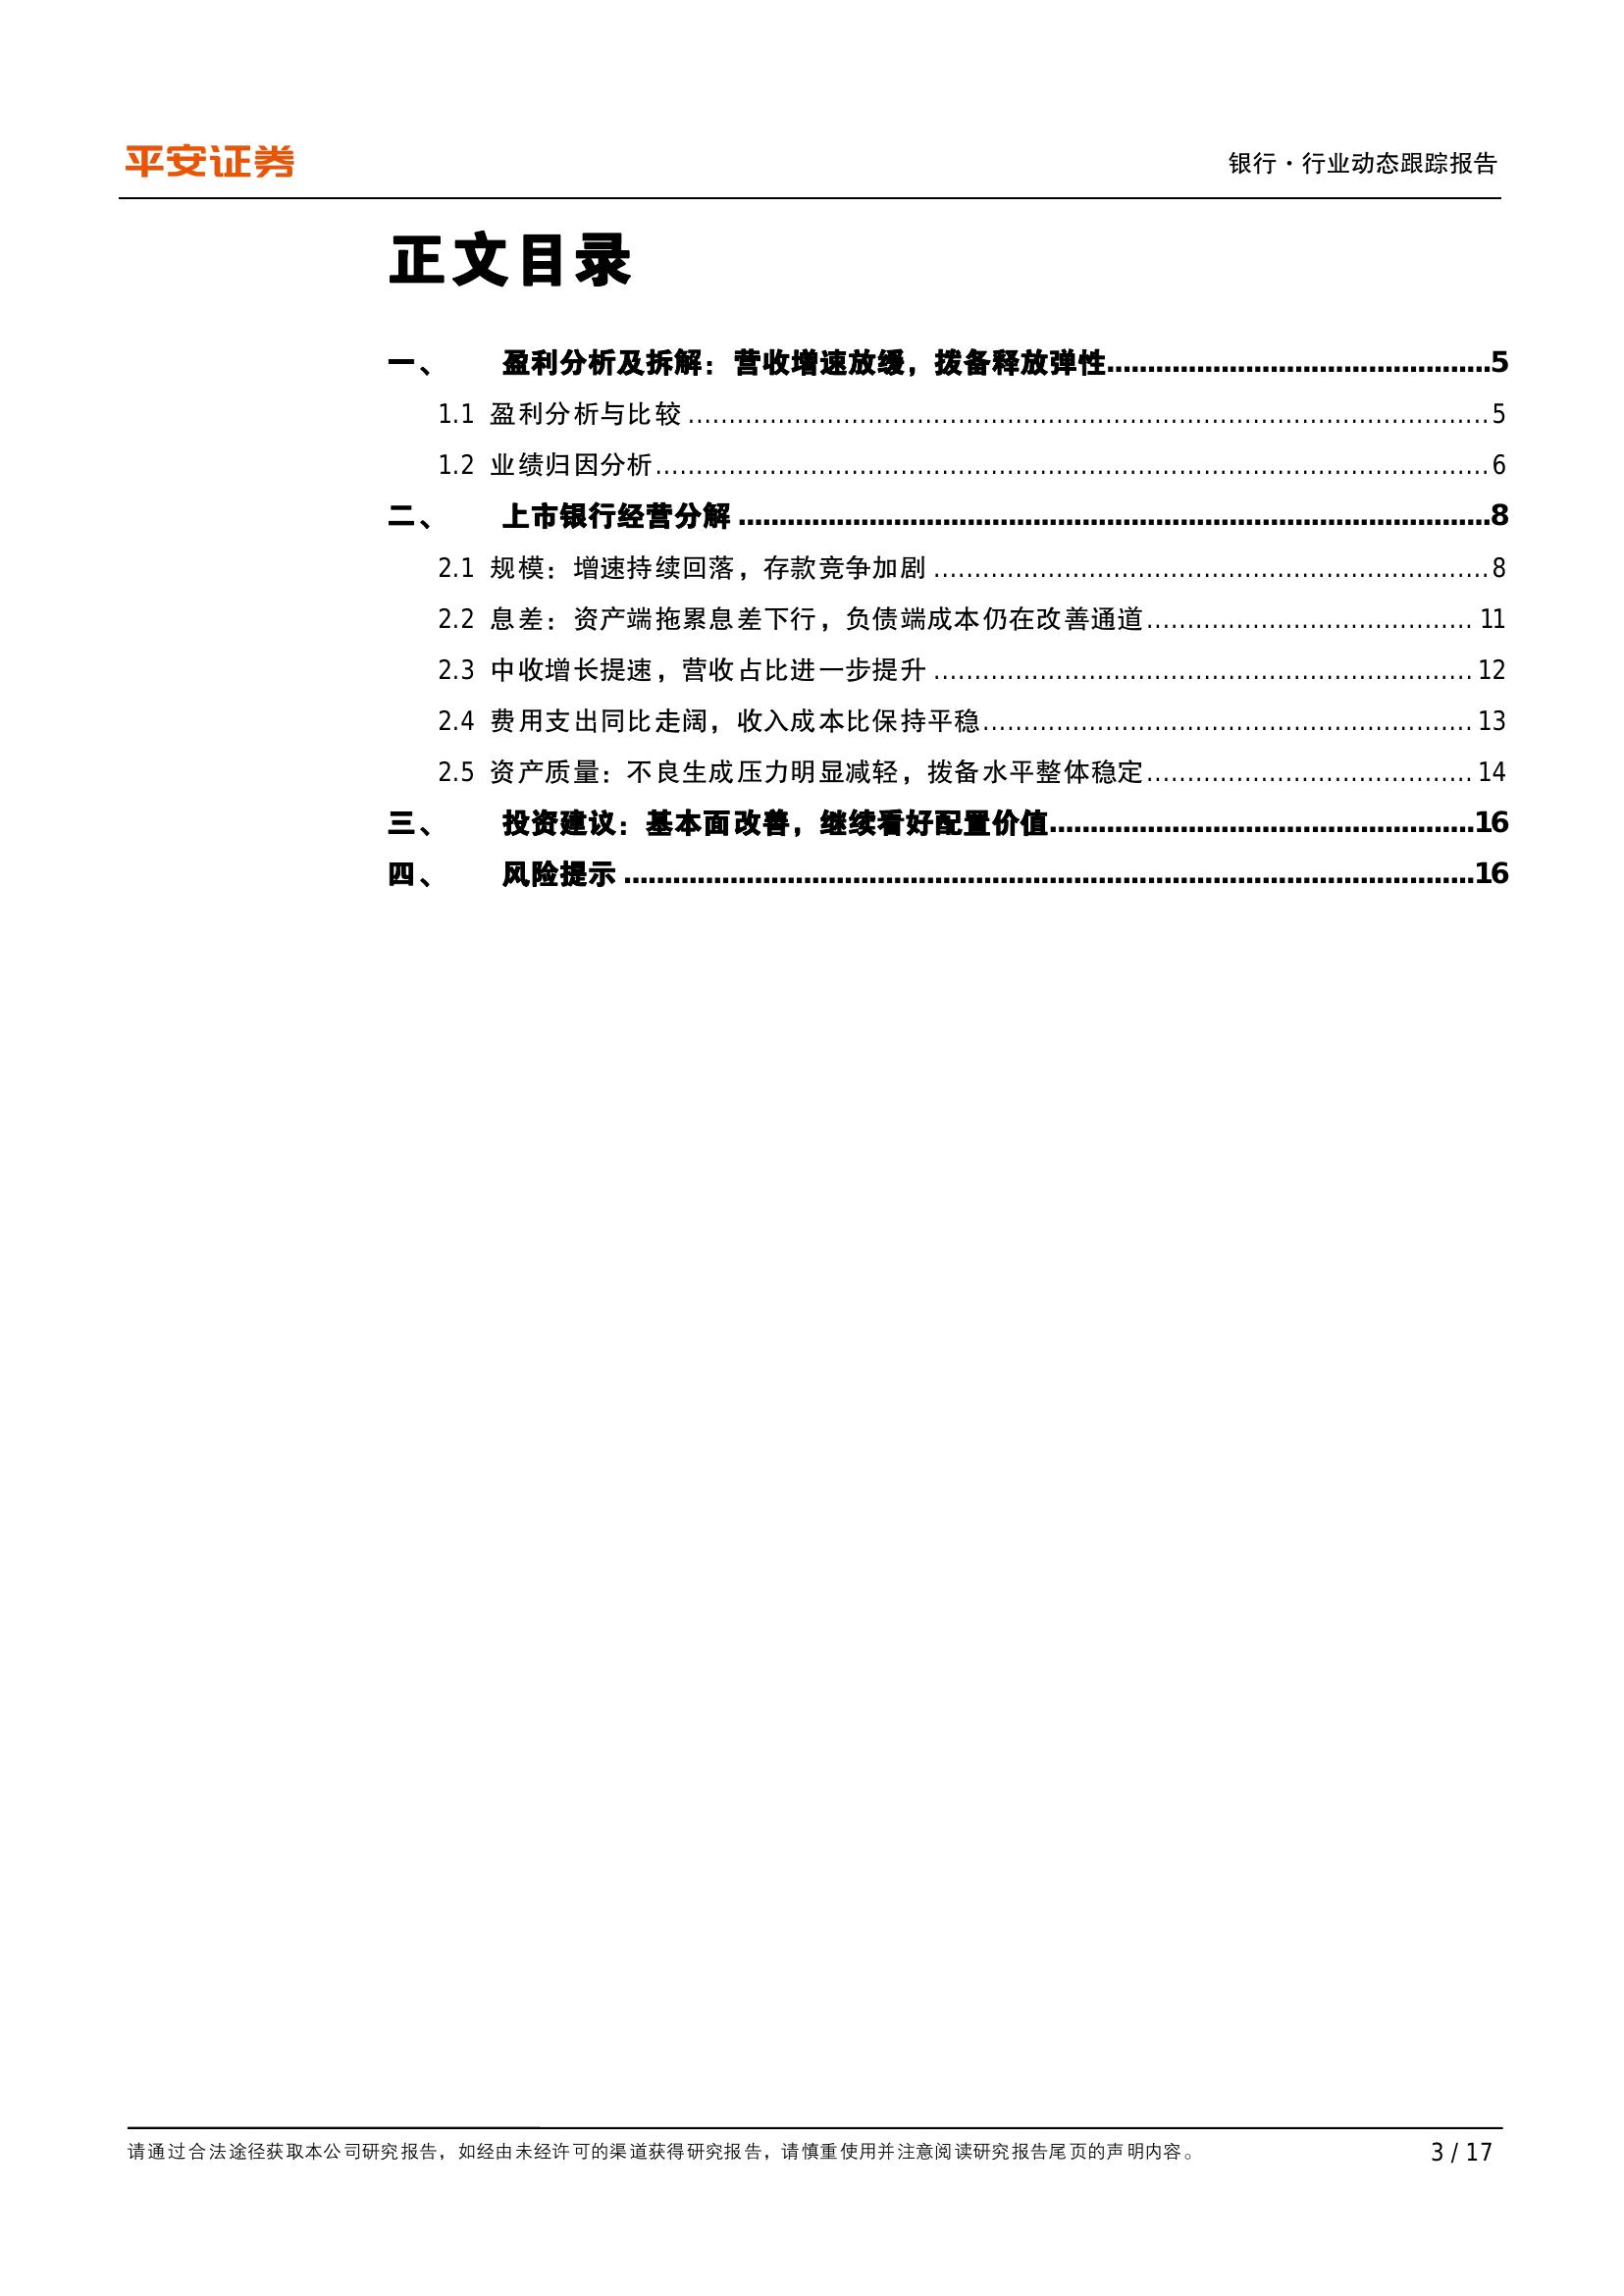 平安证券
银行·行业动态跟踪报告
正文目录
一、 盈利分析及拆解：营收增速放缓，拨备释放弹性..............................................5
1.1 盈利分析与比较..............................................5
1.2 业绩归因分析..............................................6
二、 上市银行经营分解..............................................8
2.1 规模：增速持续回落，存款竞争加剧..............................................8
2.2 息差：资产端拖累息差下行，负债端成本仍在改善通道........................................11
2.3 中收增长提速，营收占比进一步提升..............................................12
2.4 费用支出同比走阔，收入成本比保持平稳..............................................13
2.5 资产质量：不良生成压力明显减轻，拨备水平整体稳定........................................14
三、 投资建议：基本面改善，继续看好配置价值..............................................16
四、 风险提示..............................................16
请通过合法途径获取本公司研究报告，如经由未经许可的渠道获得研究报告，请慎重使用并注意阅读研究报告尾页的声明内容。
3 / 17